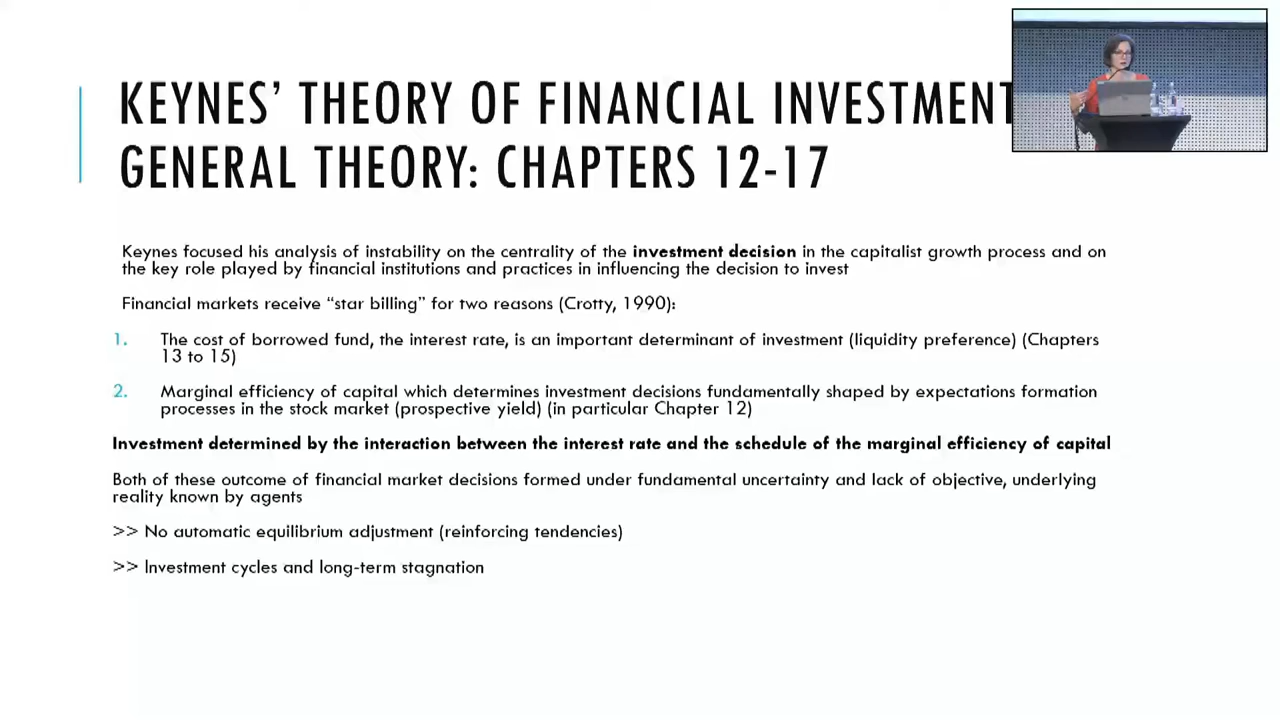 KEYNES’ THEORY OF FINANCIAL INVESTMENT
GENERAL THEORY: CHAPTERS 12-17
Keynes focused his analysis of instability on the centrality of the investment decision in the capitalist growth process and on
the key role played by financial institutions and practices in influencing the decision to invest
Financial markets receive “star billing” for two reasons (Crotty, 1990):
1. The cost of borrowed fund, the interest rate, is an important determinant of investment (liquidity preference) (Chapters
13 to 15)
2. Marginal efficiency of capital which determines investment decisions fundamentally shaped by expectations formation
processes in the stock market (prospective yield) (in particular Chapter 12)
Investment determined by the interaction between the interest rate and the schedule of the marginal efficiency of capital
Both of these outcome of financial market decisions formed under fundamental uncertainty and lack of objective, underlying
reality known by agents
>> No automatic equilibrium adjustment (reinforcing tendencies)
>> Investment cycles and long-term stagnation